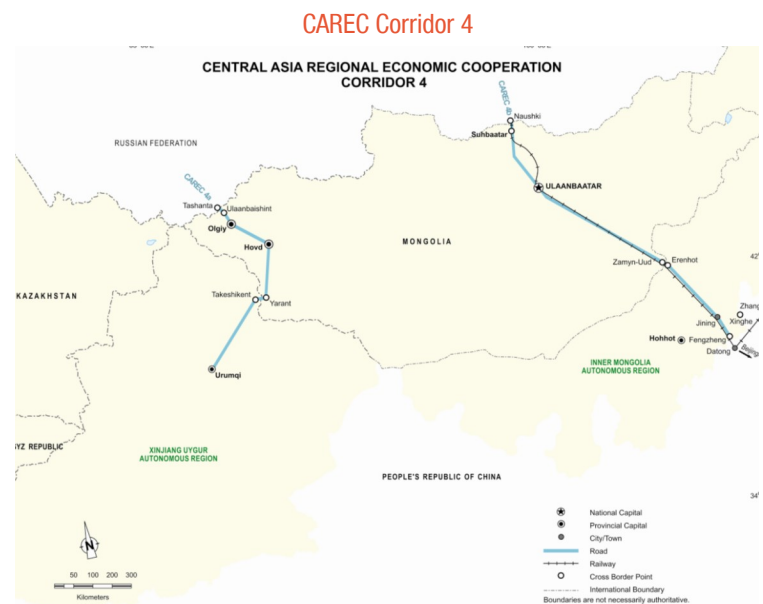 CAREC Corridor 4
CENTRAL ASIA REGIONAL ECONOMIC COOPERATION
CORRIDOR 4
CAREC 4b
Naushki
Suhbaatar
RUSSIAN FEDERATION
CAREC 4a
Tashanta
Ulaanbaishint
ULAANBAATAR
Olgiy
Hovd
MONGOLIA
Zamyn-Uud
Erenhot
42
KAZAKHSTAN
Takeshikent
Yarant
Zhang
Jining
Xinghe
Hohhot
Fengzheng
Datong
Beijing
INNER MONGOLIA
AUTONOMOUS REGION
Urumqi
YZ REPUBLIC
XINJIANG UYGUR
AUTONOMOUS REGION
PEOPLE'S REPUBLIC OF CHINA
34
National Capital
Provincial Capital
City/Town
Road
Railway
Cross Border Point
International Boundary
Boundaries are not necessarily authoritative.
N
50 100 200 300
Kilometers